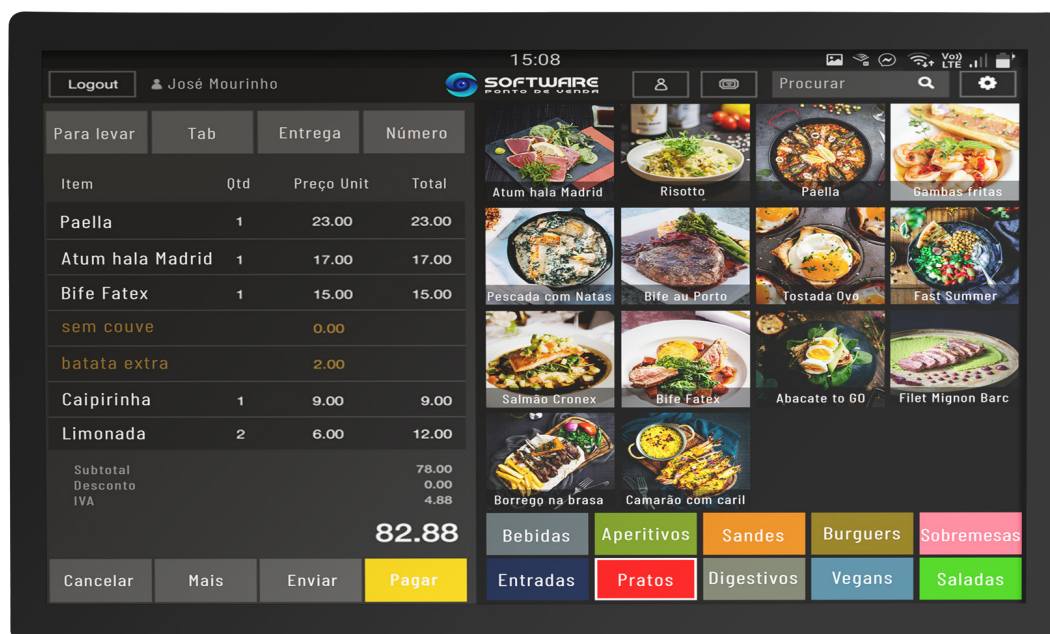 15:08
Vo))
LTE
Logout
José Mourinho
SOFTWARE
PONTO DE VENDA
Procurar
Para levar Tab Entrega Número
Item Qtd Preço Unit Total
Paella 1 23.00 23.00
Atum hala Madrid 1 17.00 17.00
Bife Fatex 1 15.00 15.00
sem couve 0.00
batata extra 2.00
Caipirinha 1 9.00 9.00
Limonada 2 6.00 12.00
Subtotal 78.00
Desconto 0.00
IVA 4.88
82.88
Cancelar Mais Enviar Pagar
Atum hala Madrid Risotto Paella Gambas fritas
Pescada com Natas Bife au Porto Tostada Ovo Fast Summer
Salmão Cronex Bife Fatex Abacate to GO Filet Mignon Barc
Borrego na brasa Camarão com caril
Bebidas Aperitivos Sandes Burguers Sobremesas
Entradas Pratos Digestivos Vegans Saladas